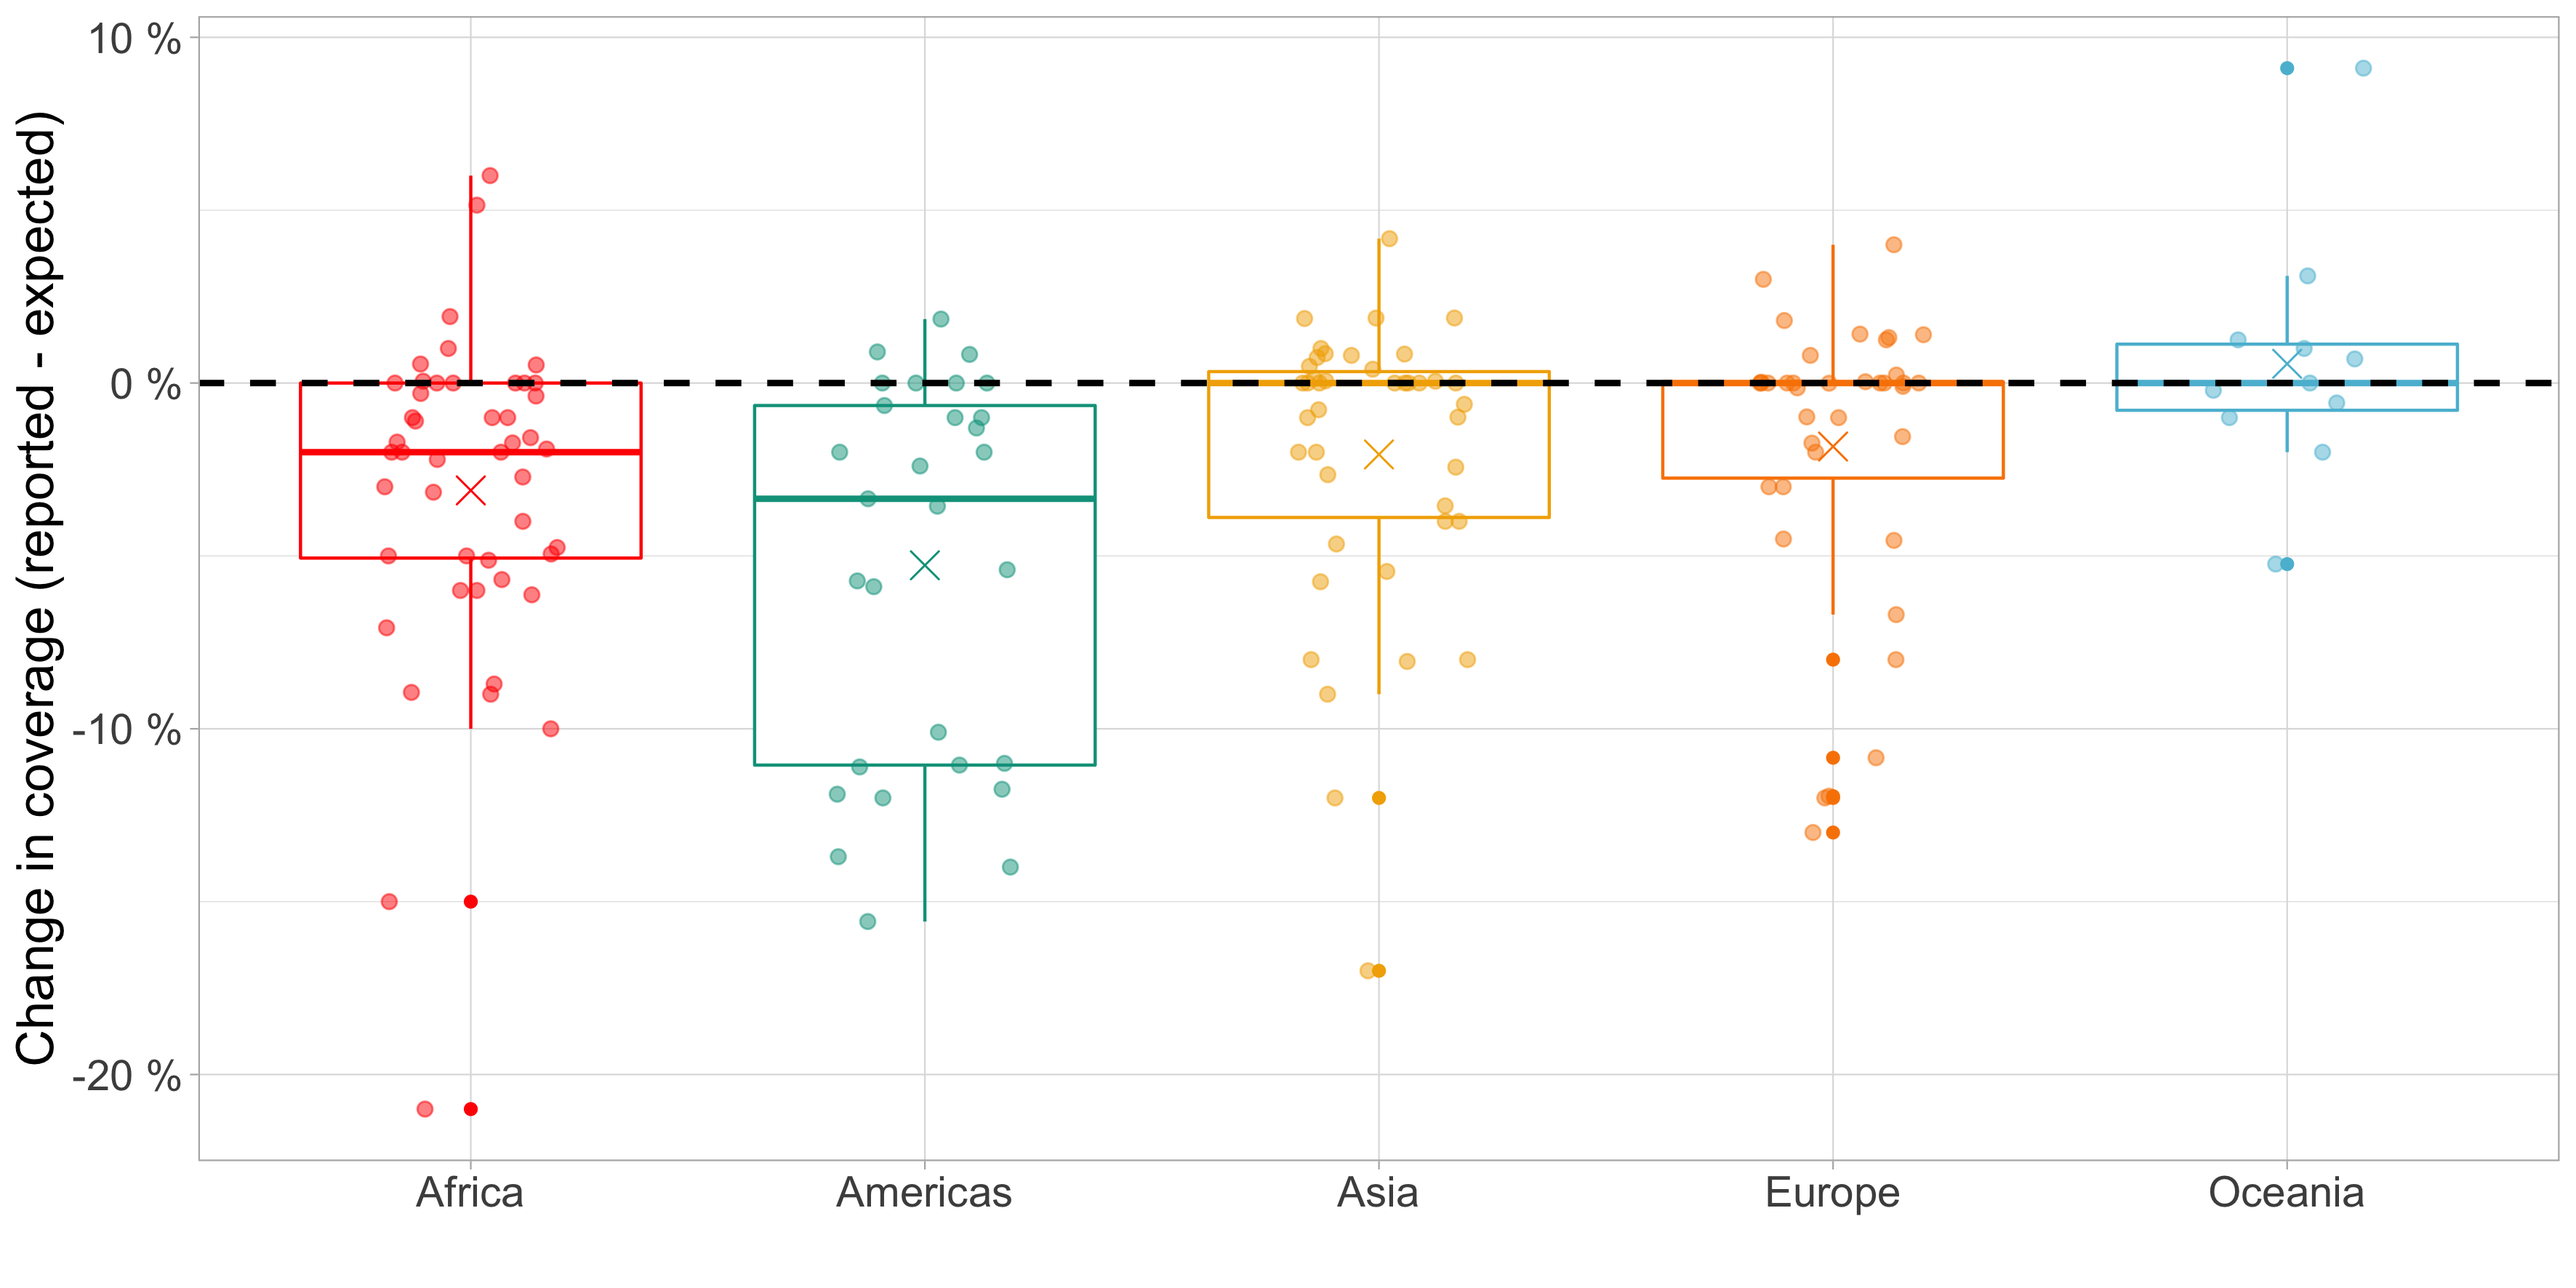 Change in coverage (reported - expected)
10 %
0 %
-10 %
-20 %
Africa
Americas
Asia
Europe
Oceania